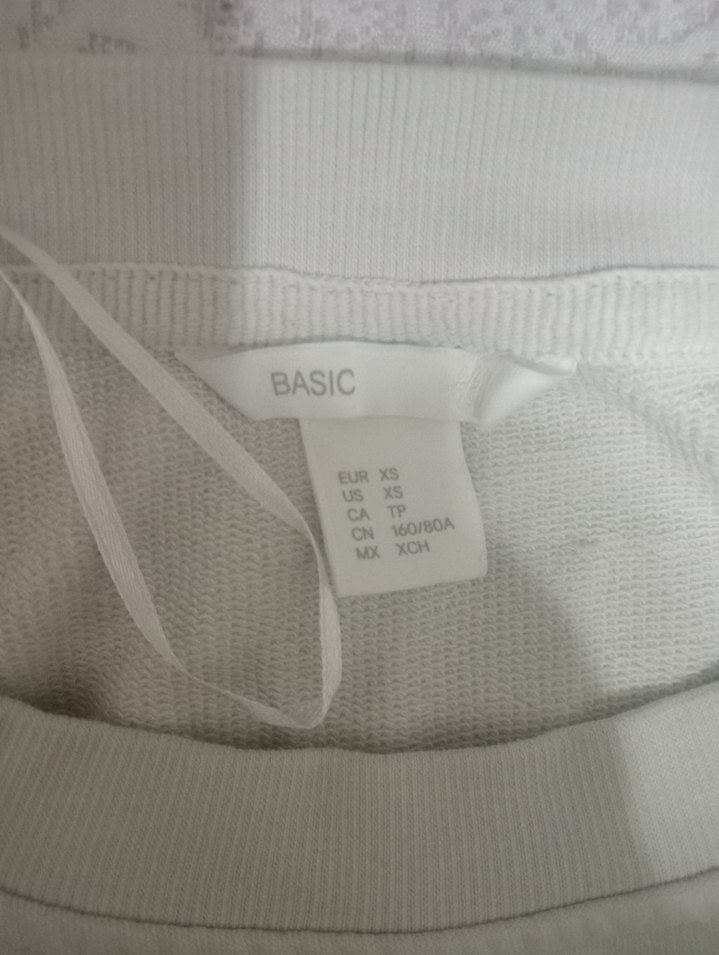 BASIC
EUR XS
US XS
CA TP
CN 160/80A
MX XCH